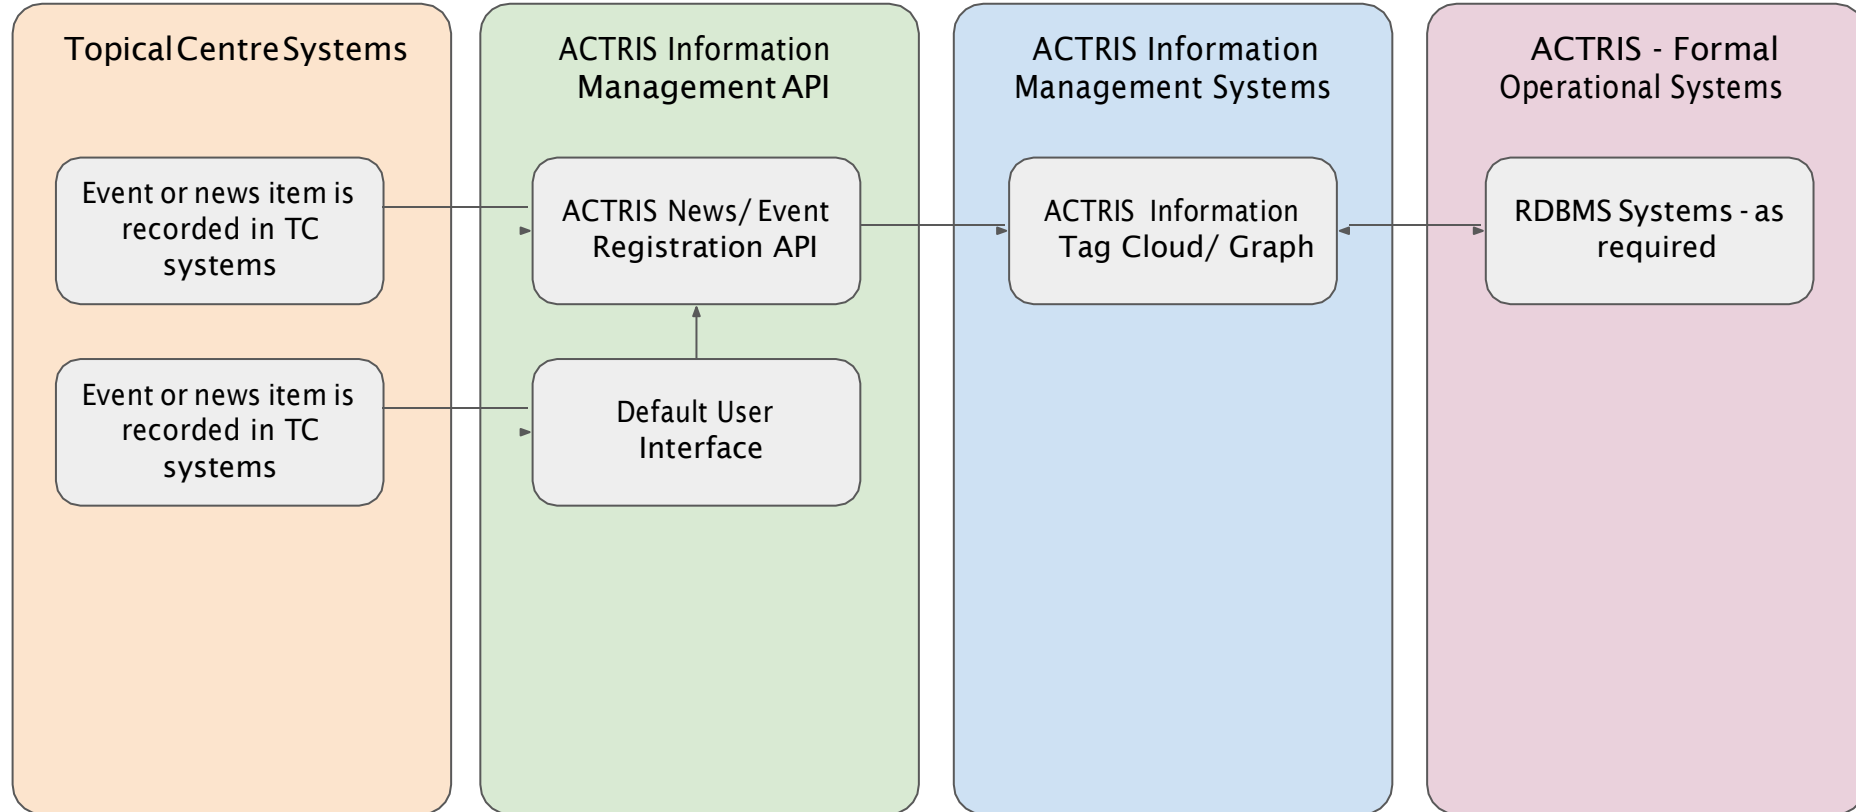 Topical Centre Systems
ACTRIS Information
Management API
ACTRIS Information
Management Systems
ACTRIS - Formal
Operational Systems
Event or news item is
recorded in TC
systems
ACTRIS News/ Event
Registration API
ACTRIS Information
Tag Cloud/ Graph
RDBMS Systems - as
required
Event or news item is
recorded in TC
systems
Default User
Interface